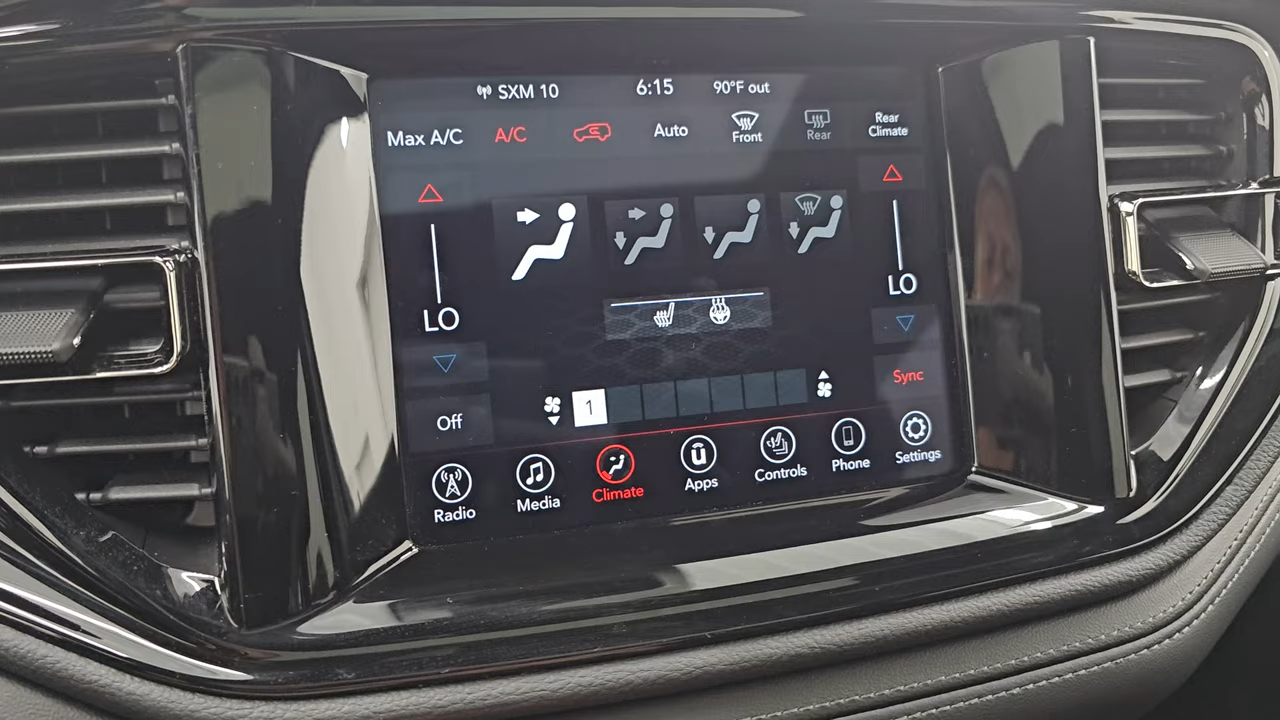 SXM 10 6:15 90°F out
Max A/C A/C Auto Front Rear Rear Climate
LO LO
Off 1 Sync
Radio Media Climate Apps Controls Phone Settings